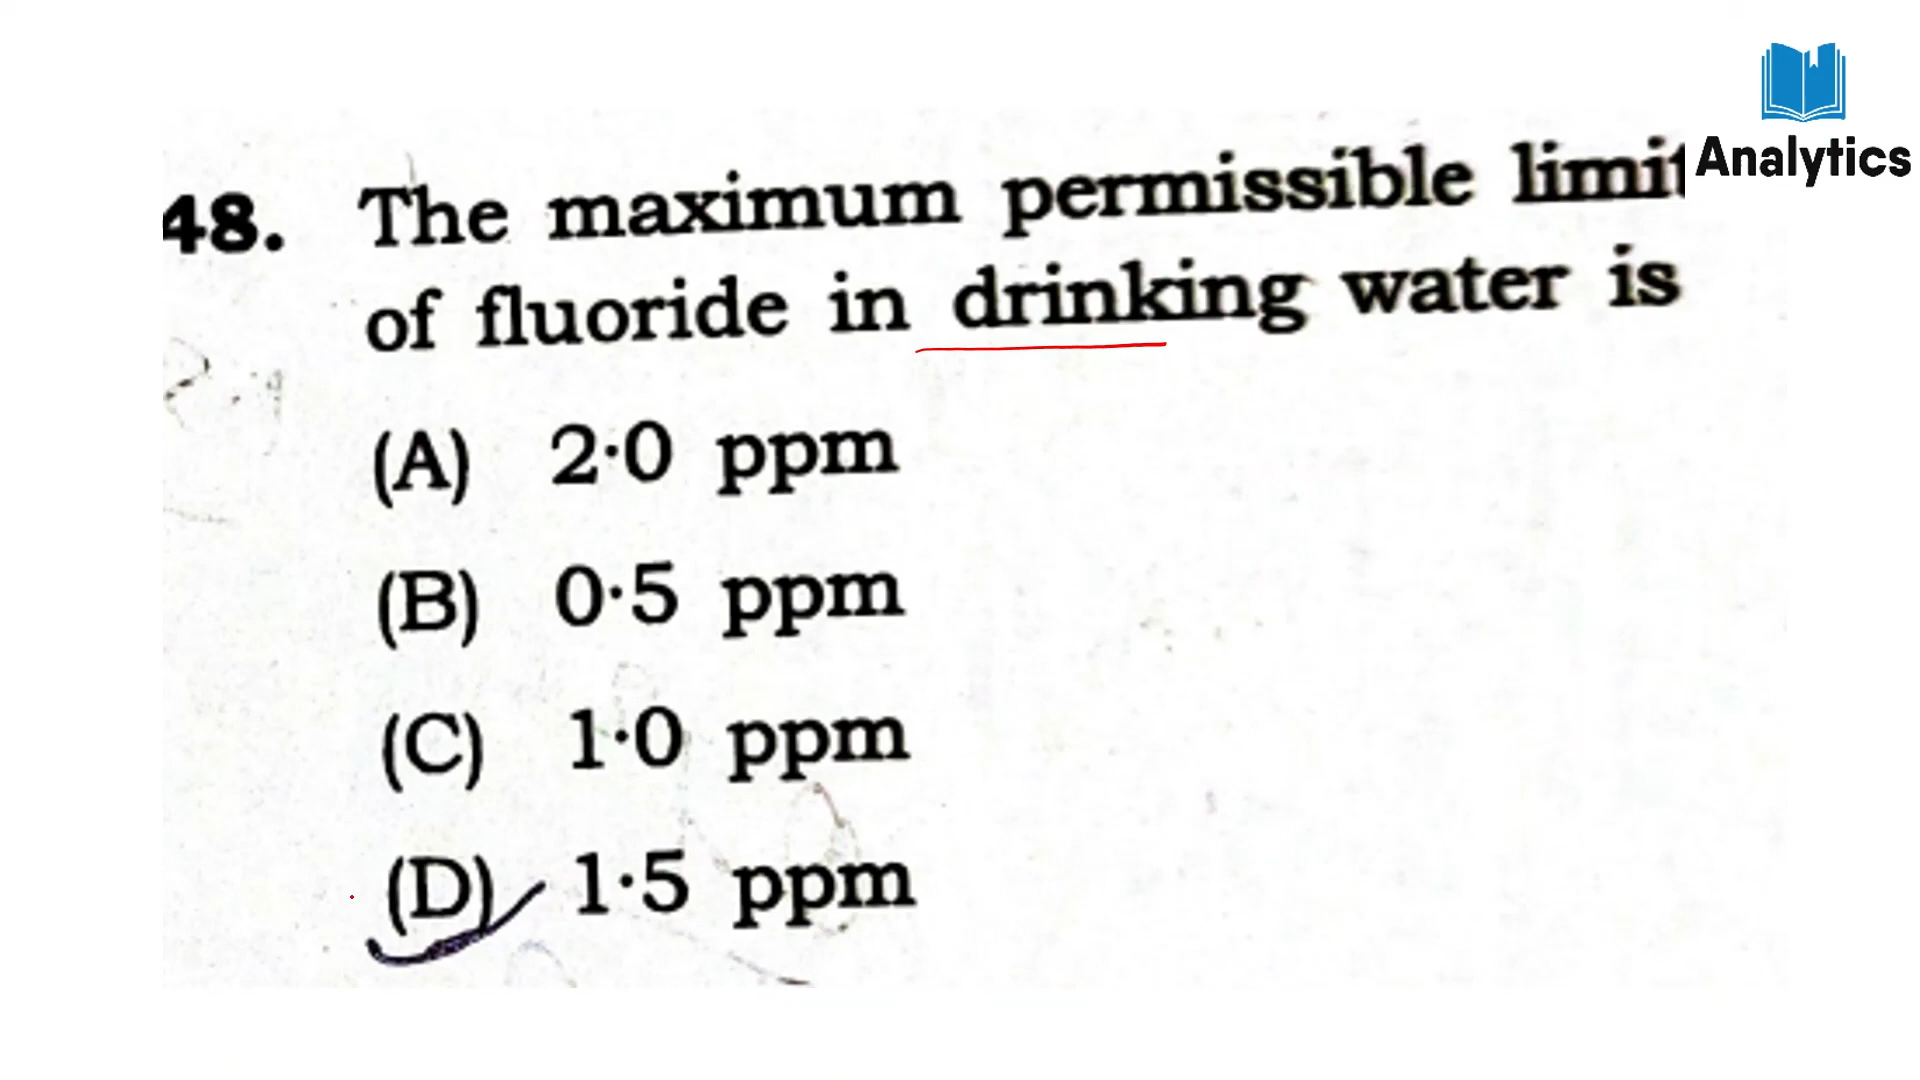 Analytics
48. The maximum permissible limit
of fluoride in drinking water is
(A) 2·0 ppm
(B) 0·5 ppm
(C) 1·0 ppm
(D) 1·5 ppm